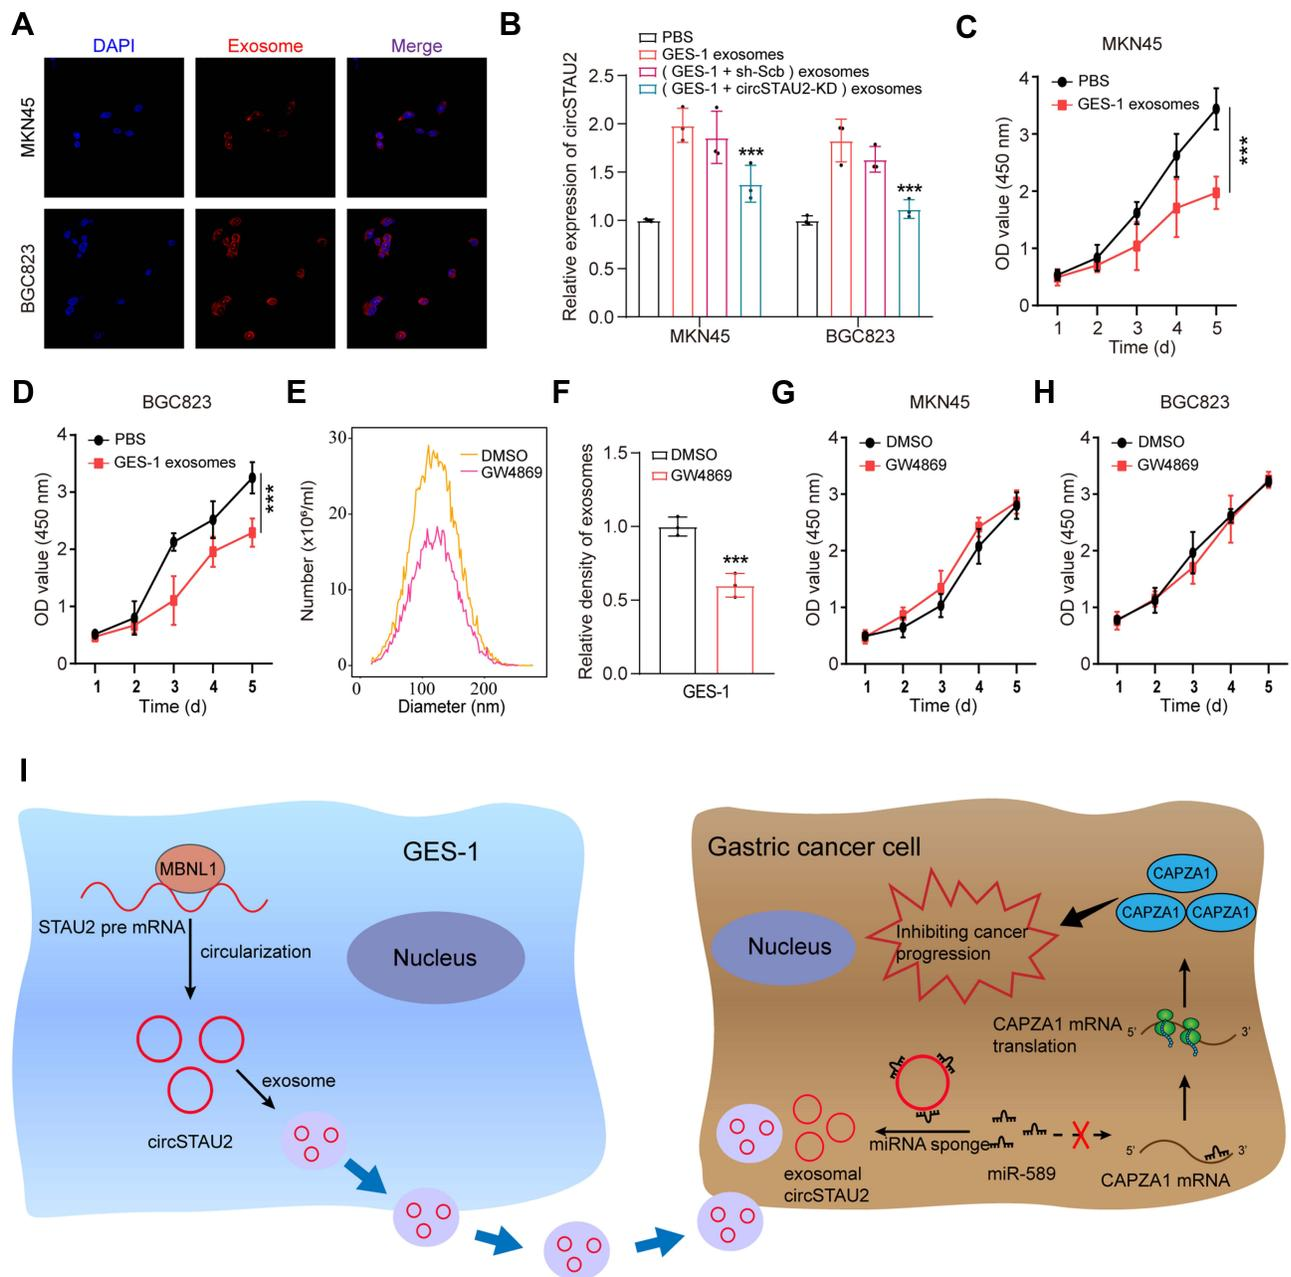 A
DAPI
Exosome
Merge
MKN45
BGC823
B
PBS
GES-1 exosomes
( GES-1 + sh-Scb ) exosomes
( GES-1 + circSTAU2-KD ) exosomes
Relative expression of circSTAU2
2.5
2.0
1.5
1.0
0.5
0.0
***
***
MKN45
BGC823
C
MKN45
PBS
GES-1 exosomes
OD value (450 nm)
4
3
2
1
0
***
1 2 3 4 5
Time (d)
D
BGC823
PBS
GES-1 exosomes
OD value (450 nm)
4
3
2
1
0
***
1 2 3 4 5
Time (d)
E
Number (x10⁶/ml)
30
20
10
0
DMSO
GW4869
0 100 200
Diameter (nm)
F
Relative density of exosomes
1.5
1.0
0.5
0.0
DMSO
GW4869
***
GES-1
G
MKN45
DMSO
GW4869
OD value (450 nm)
4
3
2
1
0
1 2 3 4 5
Time (d)
H
BGC823
DMSO
GW4869
OD value (450 nm)
4
3
2
1
0
1 2 3 4 5
Time (d)
I
GES-1
MBNL1
STAU2 pre mRNA
circularization
Nucleus
exosome
circSTAU2
Gastric cancer cell
Nucleus
Inhibiting cancer
progression
CAPZA1
CAPZA1 CAPZA1
CAPZA1 mRNA
translation
5' 3'
miRNA sponge
exosomal
circSTAU2
miR-589
5' 3'
CAPZA1 mRNA